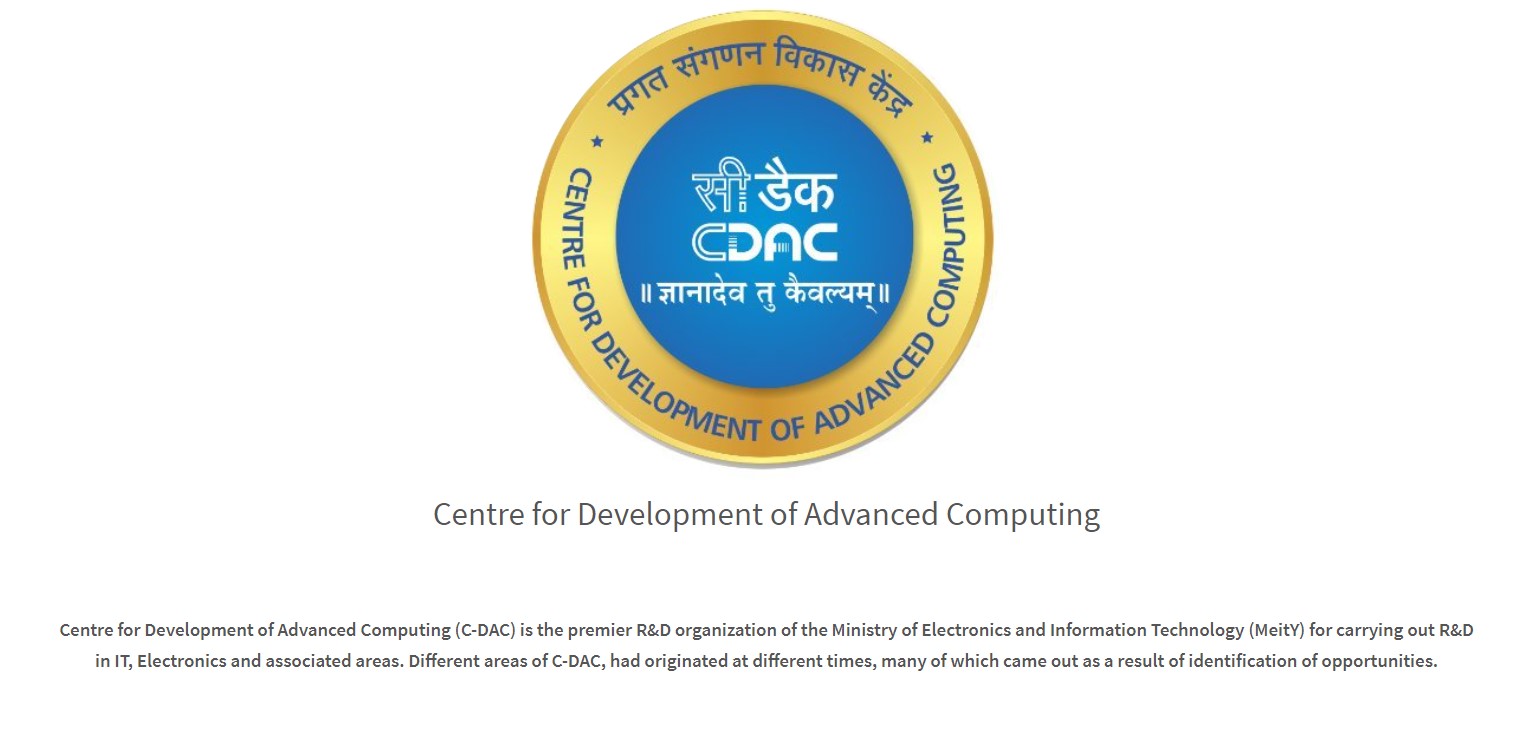 प्रगत संगणन विकास केंद्र
CENTRE FOR DEVELOPMENT OF ADVANCED COMPUTING
सी डैक
CDAC
॥ ज्ञानादेव तु कैवल्यम् ॥
Centre for Development of Advanced Computing
Centre for Development of Advanced Computing (C-DAC) is the premier R&D organization of the Ministry of Electronics and Information Technology (MeitY) for carrying out R&D
in IT, Electronics and associated areas. Different areas of C-DAC, had originated at different times, many of which came out as a result of identification of opportunities.